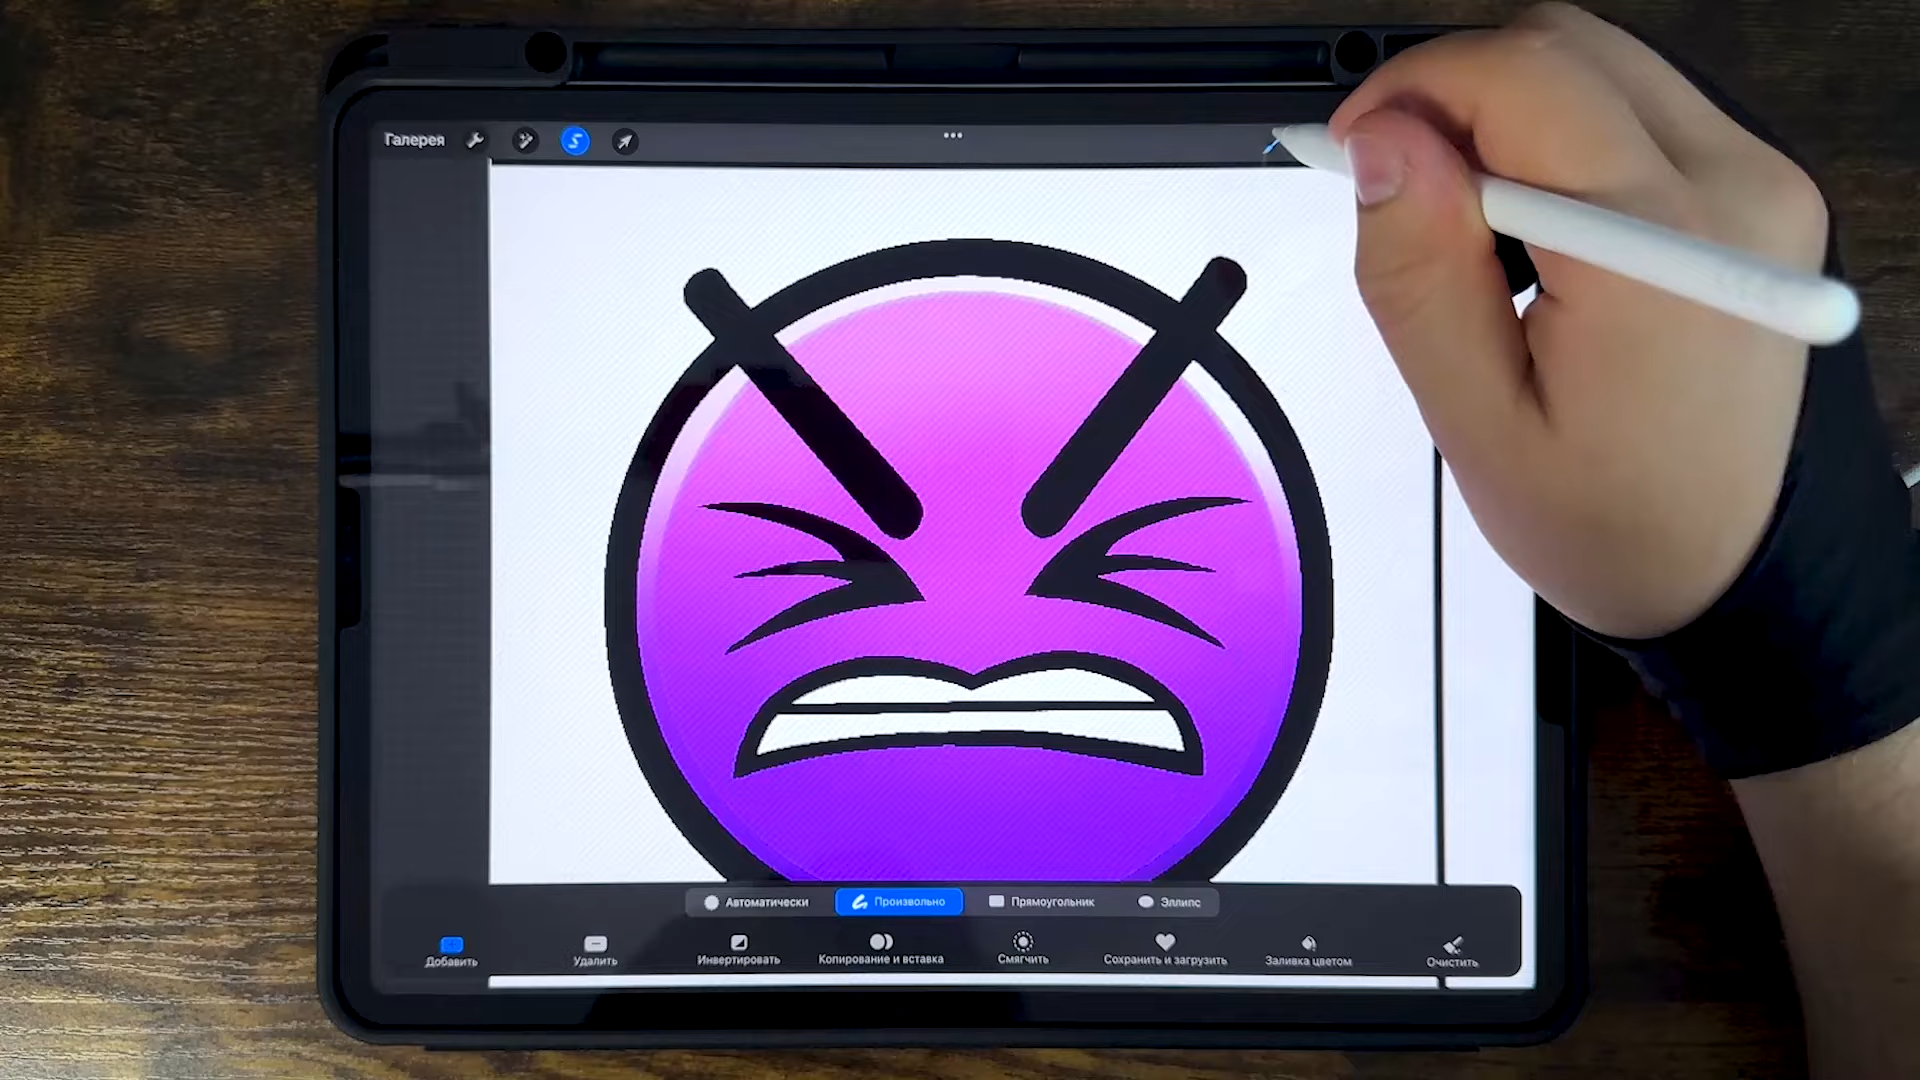 Галерея
Автоматически Произвольно Прямоугольник Эллипс
Добавить Удалить Инвертировать Копирование и вставка Смягчить Сохранить и загрузить Заливка цветом Очистить